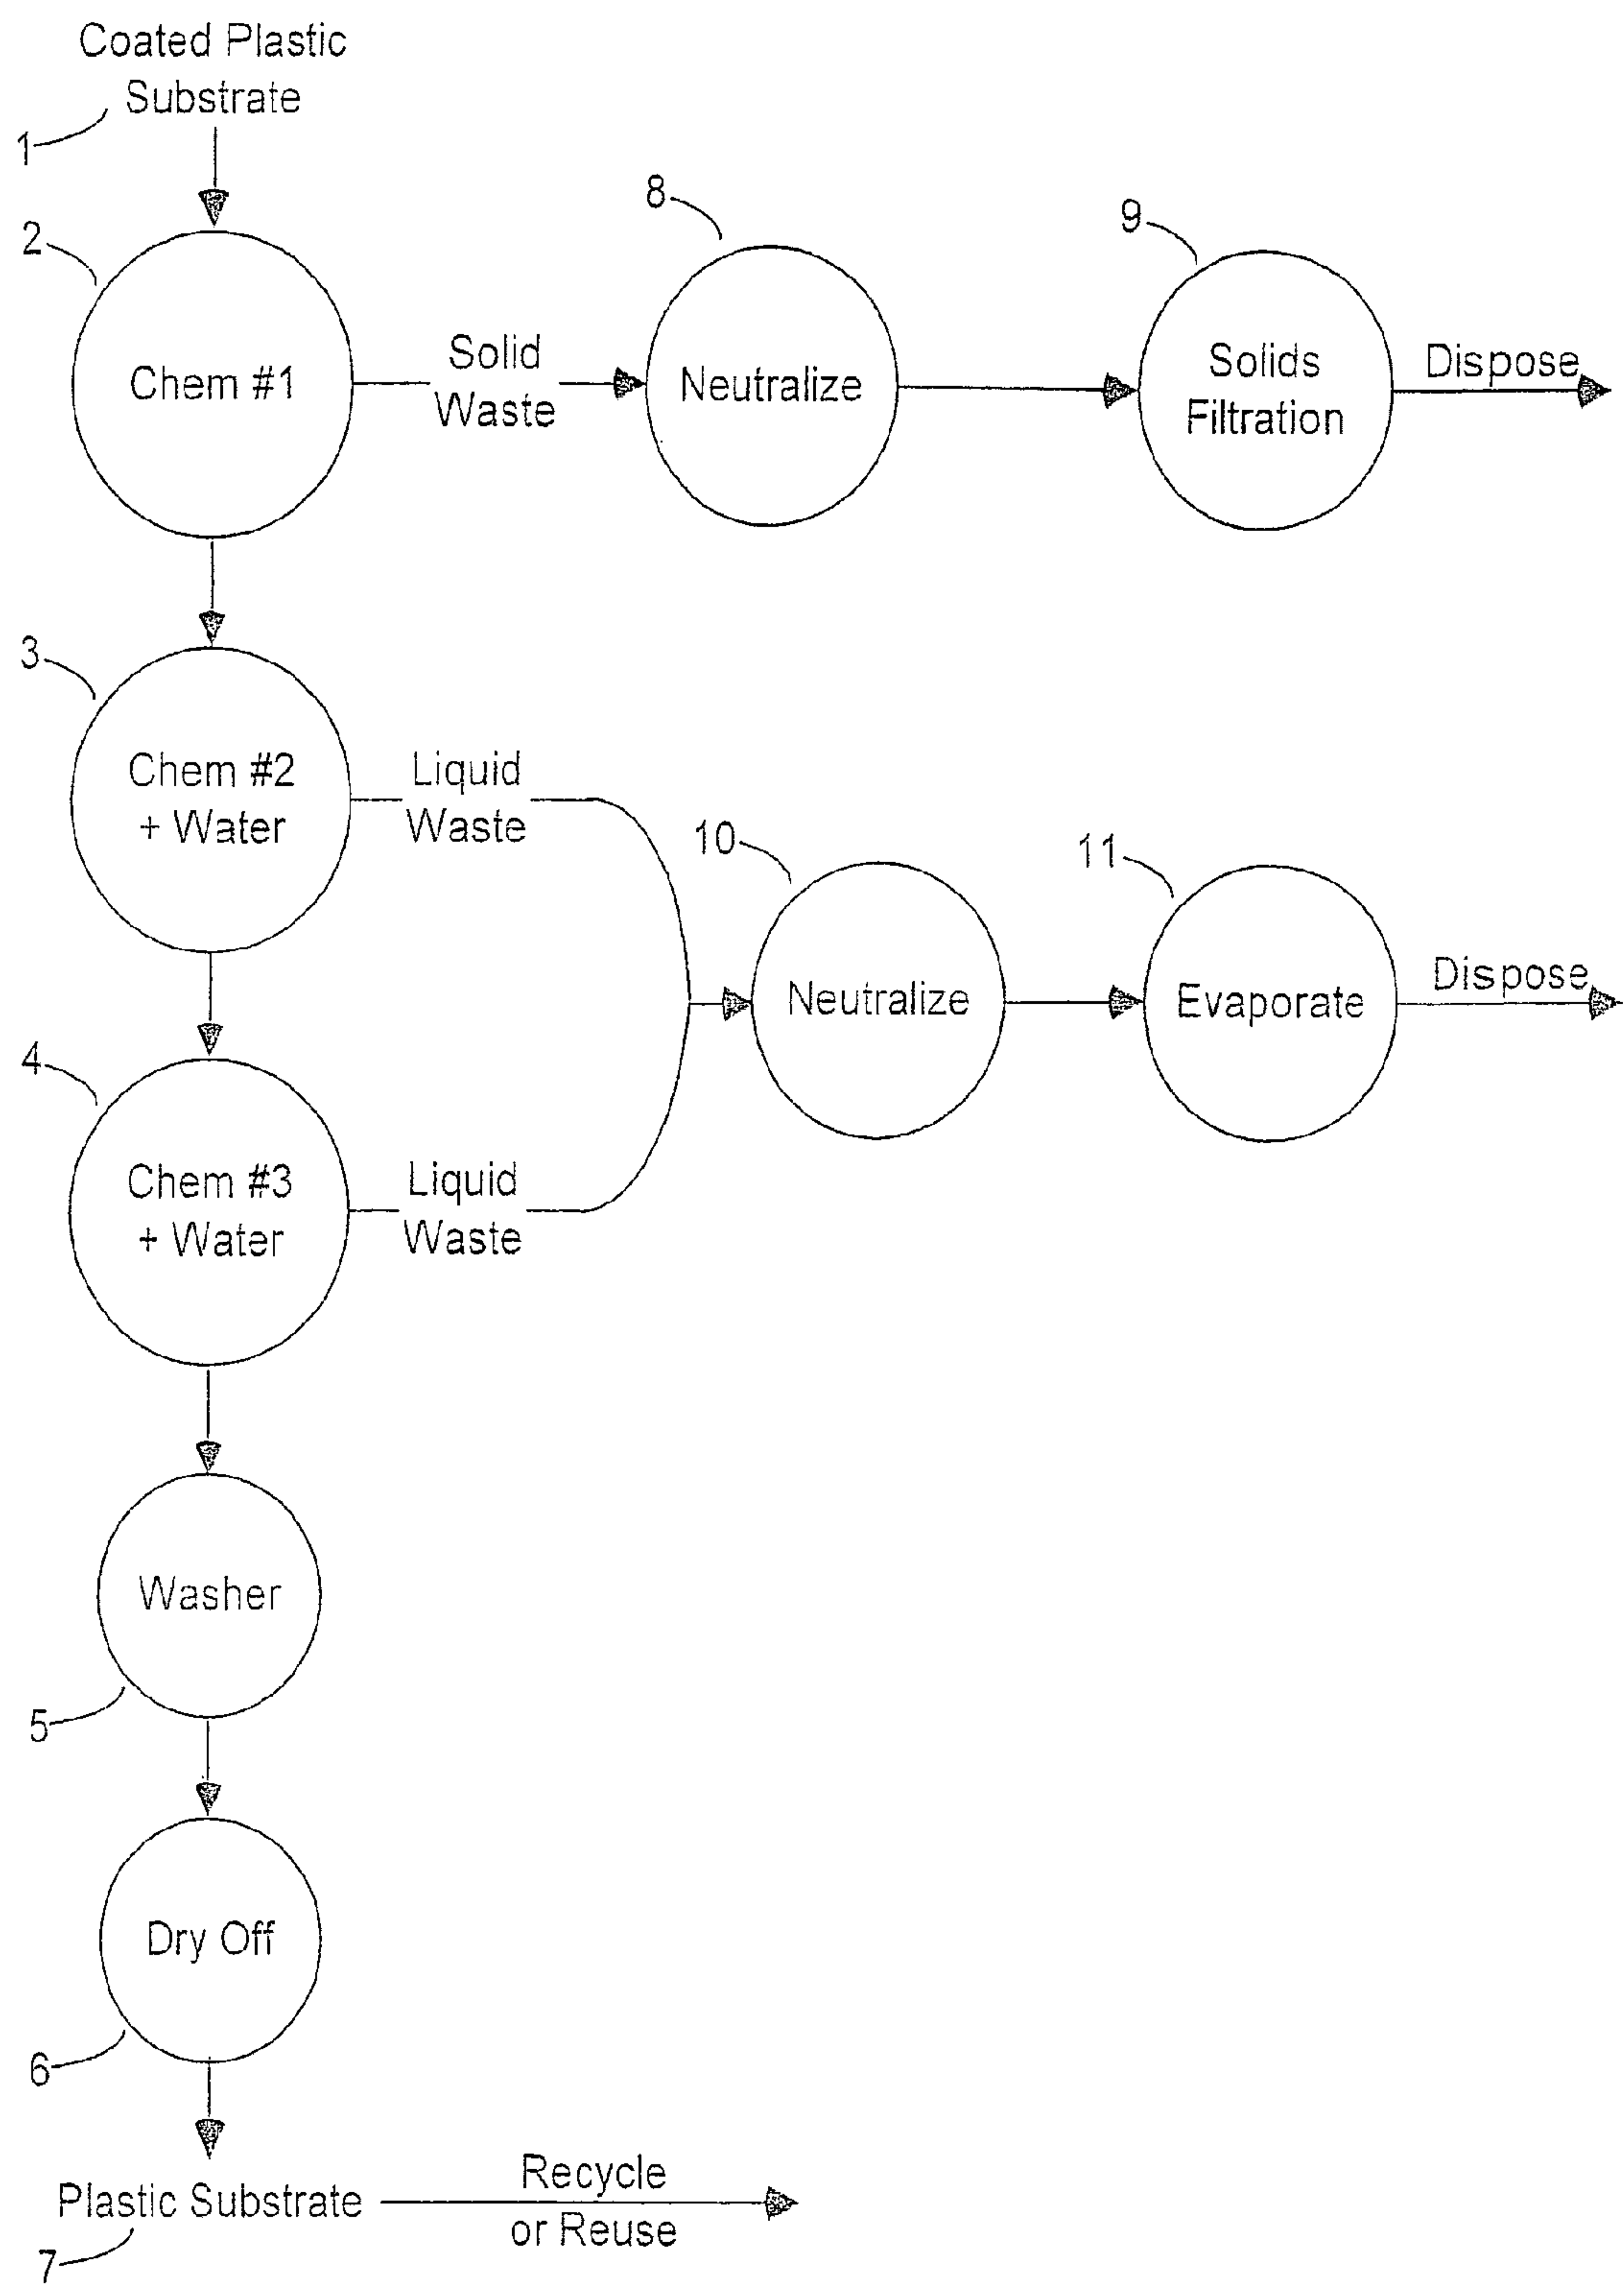 Coated Plastic
Substrate
1
2
Chem #1
Solid
Waste
8
Neutralize
9
Solids
Filtration
Dispose
3
Chem #2
+ Water
Liquid
Waste
10
Neutralize
11
Evaporate
Dispose
4
Chem #3
+ Water
Liquid
Waste
Washer
5
Dry Off
6
Plastic Substrate
7
Recycle
or Reuse